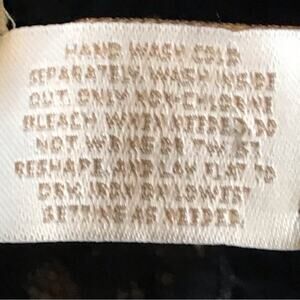 HAND WASH COLD
SEPARATELY, WASH INSIDE
OUT. ONLY NON-CHLORINE
BLEACH WHEN NEEDED. DO
NOT WRING OR TWIST.
RESHAPE AND LAY FLAT TO
DRY. IRON ON LOWEST
SETTING AS NEEDED.